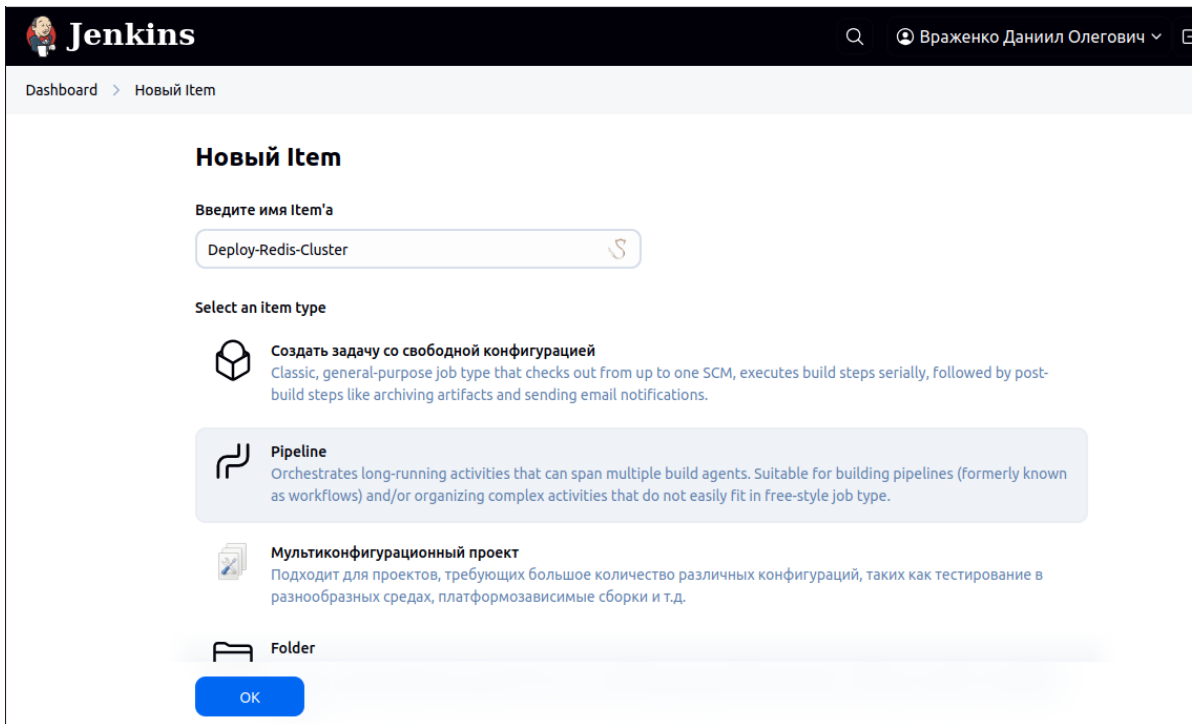 Jenkins
Враженко Даниил Олегович
Dashboard > Новый Item
Новый Item
Введите имя Item'а
Deploy-Redis-Cluster
Select an item type
Создать задачу со свободной конфигурацией
Classic, general-purpose job type that checks out from up to one SCM, executes build steps serially, followed by post-
build steps like archiving artifacts and sending email notifications.
Pipeline
Orchestrates long-running activities that can span multiple build agents. Suitable for building pipelines (formerly known
as workflows) and/or organizing complex activities that do not easily fit in free-style job type.
Мультиконфигурационный проект
Подходит для проектов, требующих большое количество различных конфигураций, таких как тестирование в
разнообразных средах, платформозависимые сборки и т.д.
Folder
OK